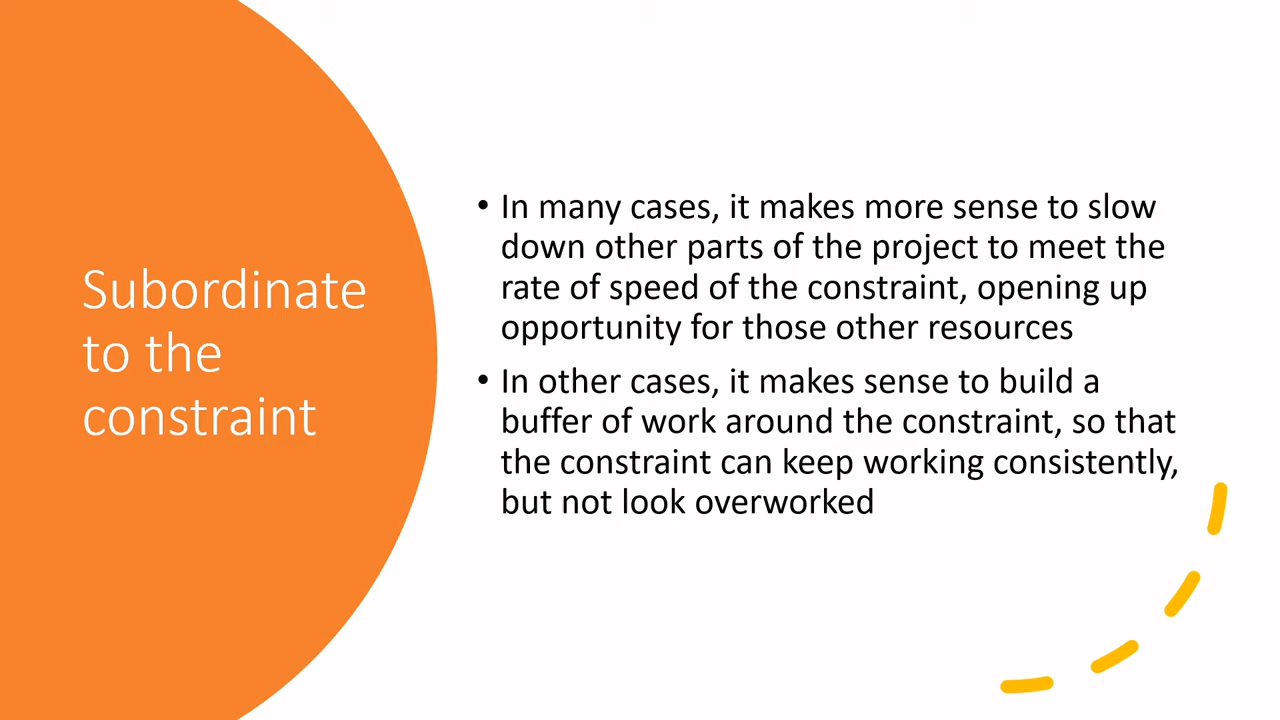 Subordinate
to the
constraint
• In many cases, it makes more sense to slow
down other parts of the project to meet the
rate of speed of the constraint, opening up
opportunity for those other resources
• In other cases, it makes sense to build a
buffer of work around the constraint, so that
the constraint can keep working consistently,
but not look overworked